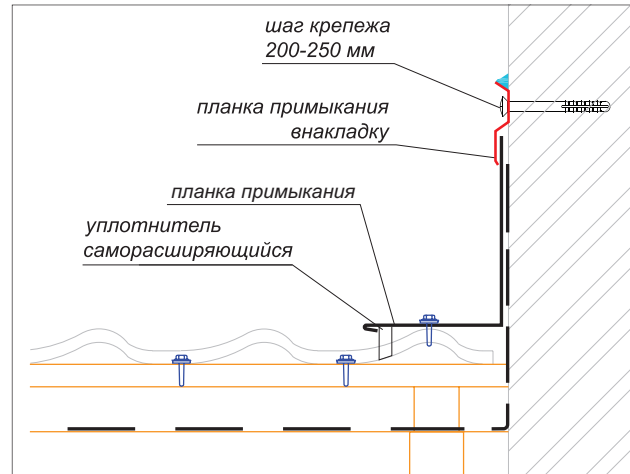 шаг крепежа
200-250 мм
планка примыкания
внакладку
планка примыкания
уплотнитель
саморасширяющийся